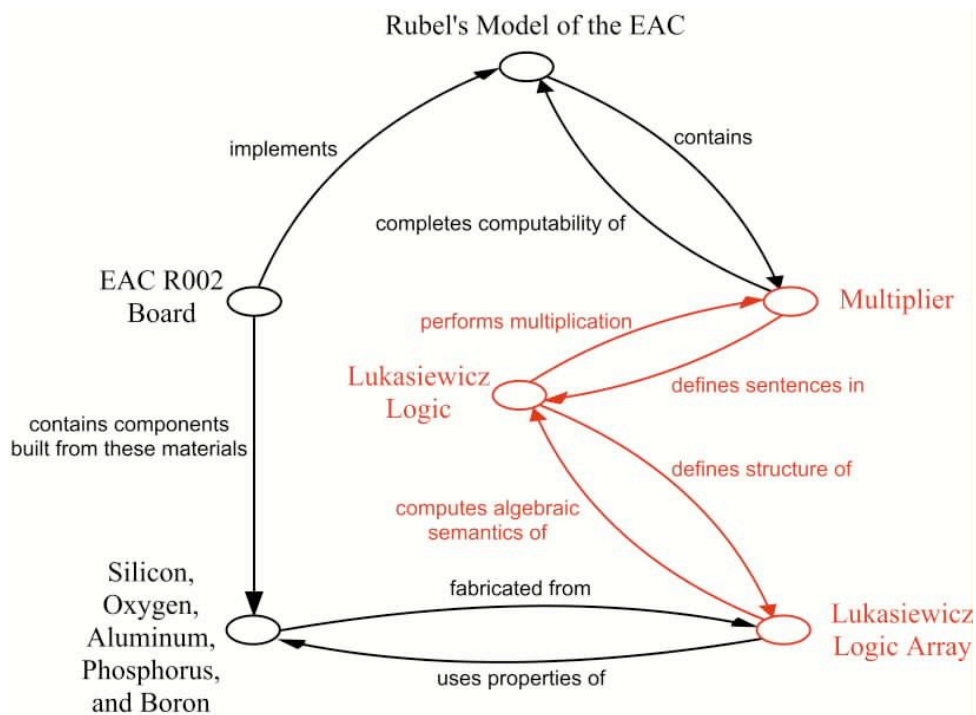 Rubel's Model of the EAC
implements
contains
completes computability of
EAC R002
Board
performs multiplication
Multiplier
Lukasiewicz
Logic
defines sentences in
contains components
built from these materials
defines structure of
computes algebraic
semantics of
Silicon,
Oxygen,
Aluminum,
Phosphorus,
and Boron
fabricated from
Lukasiewicz
Logic Array
uses properties of